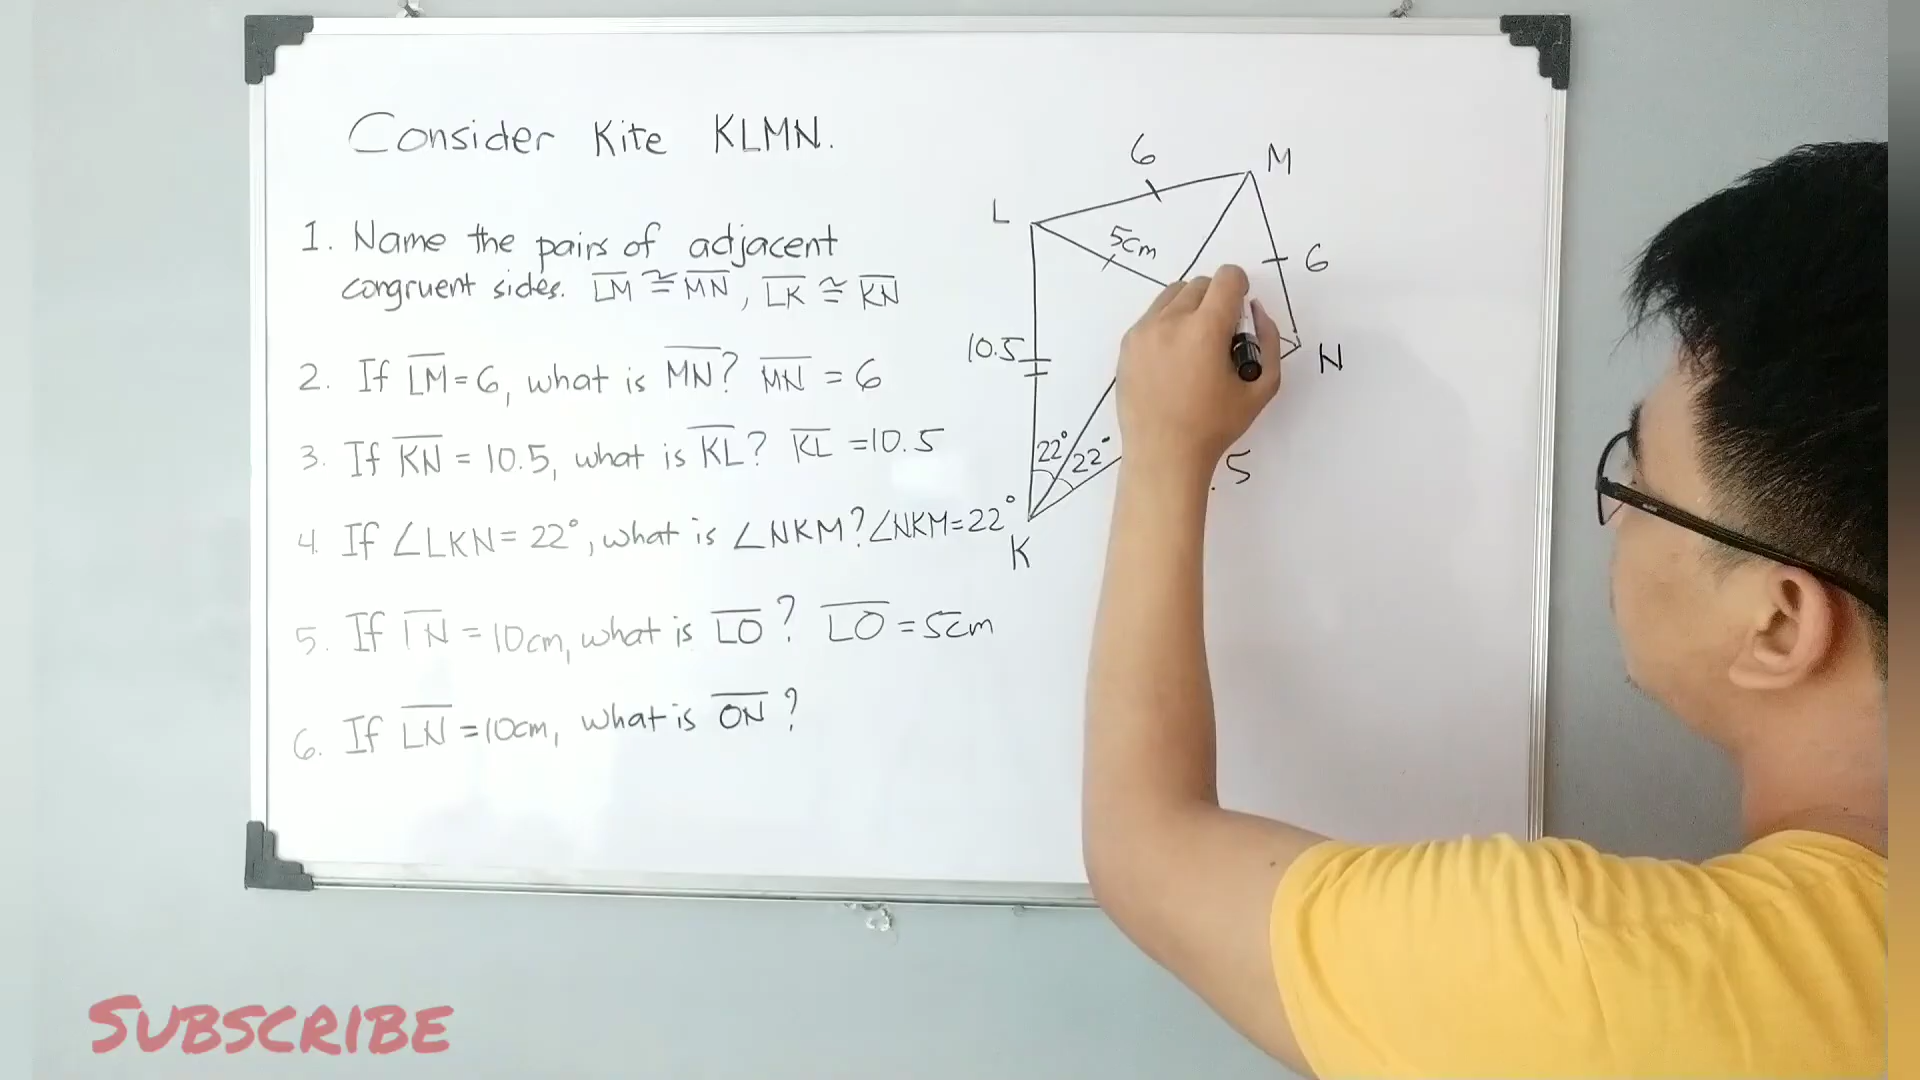 Consider Kite KLMN.
1. Name the pairs of adjacent
congruent sides. LM ≅ MN, LK ≅ KN
2. If LM = 6, what is MN? MN = 6
3. If KN = 10.5, what is KL? KL = 10.5
4. If ∠LKN = 22°, what is ∠NKM? ∠NKM = 22°
5. If LN = 10cm, what is LO? LO = 5cm
6. If LN = 10cm, what is ON?
6
M
L
5cm
6
10.5
N
22°
22
.5
K
SUBSCRIBE